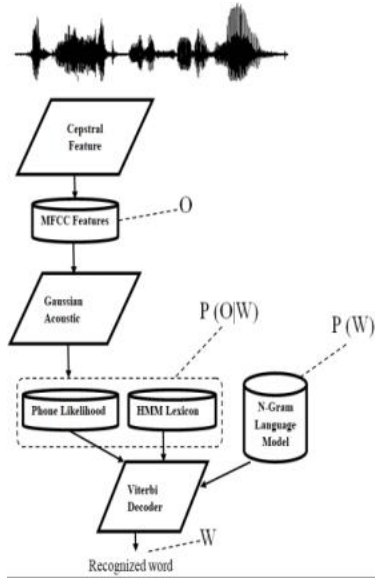 Cepstral
Feature
MFCC Features
O
Gaussian
Acoustic
P (O|W)
P (W)
Phone Likelihood
HMM Lexicon
N-Gram
Language
Model
Viterbi
Decoder
W
Recognized word